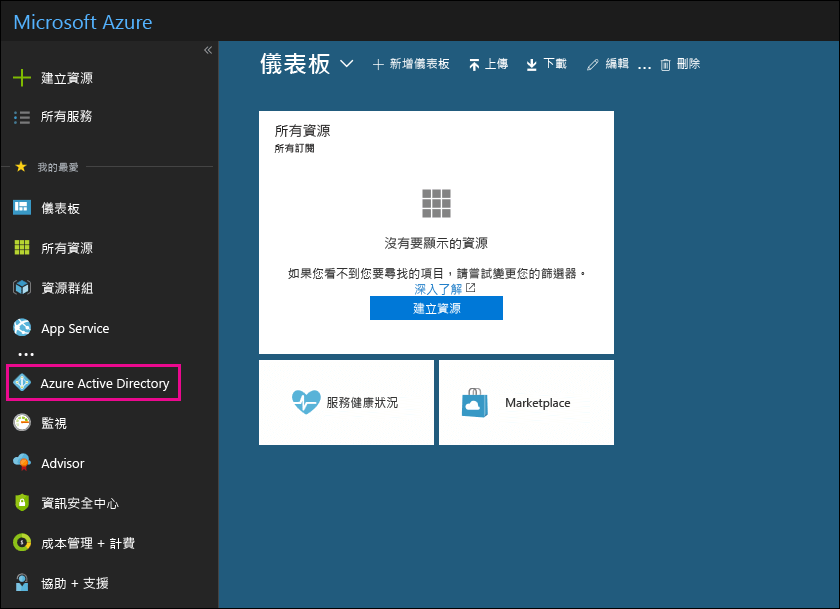 Microsoft Azure
«
建立資源
所有服務
我的最愛
儀表板
所有資源
資源群組
App Service
...
Azure Active Directory
監視
Advisor
資訊安全中心
成本管理 + 計費
協助 + 支援
儀表板
新增儀表板
上傳
下載
編輯
...
刪除
所有資源
所有訂閱
沒有要顯示的資源
如果您看不到您要尋找的項目，請嘗試變更您的篩選器。
深入了解
建立資源
服務健康狀況
Marketplace